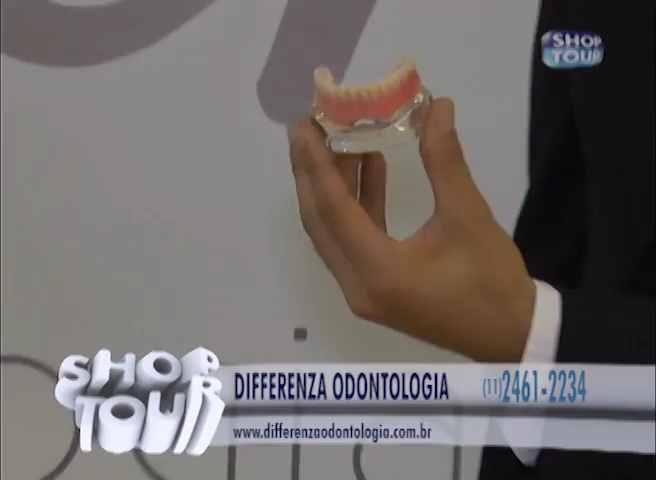 SHOP
TOUR
SHOP
TOUR
DIFFERENZA ODONTOLOGIA (11)2461-2234
www.differenzaodontologia.com.br